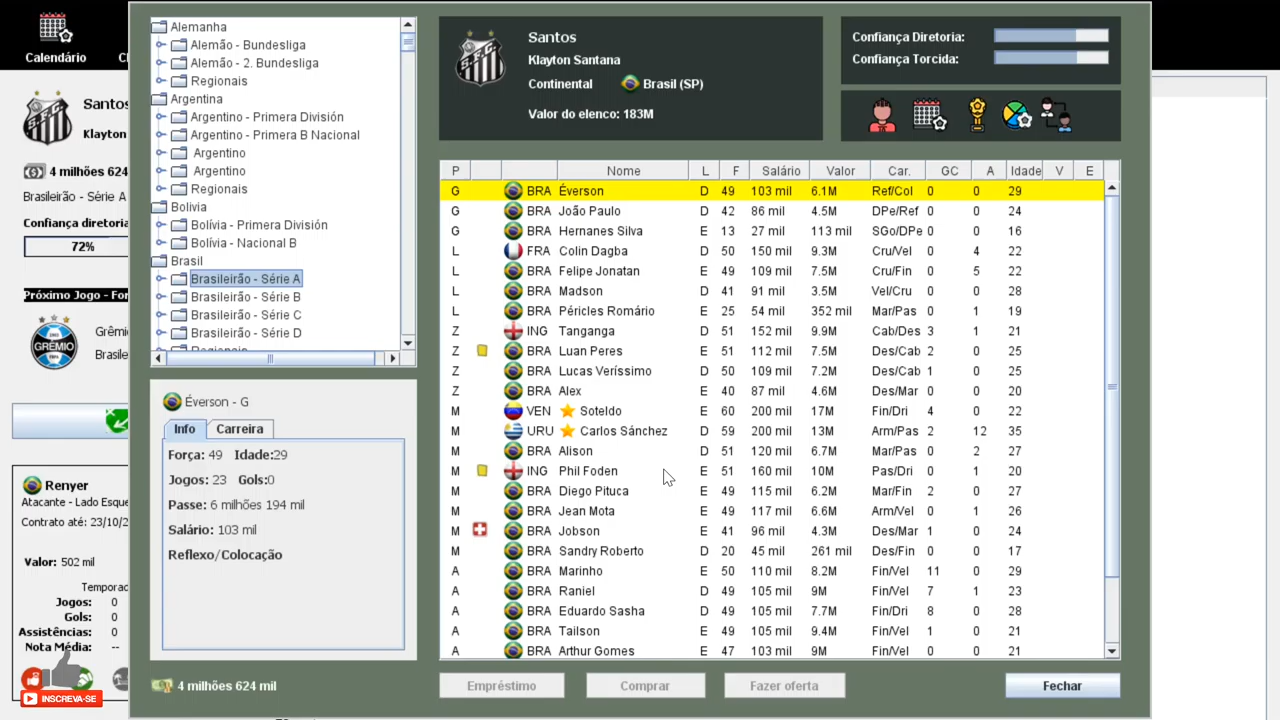 Calendário
Santos
Klayton
4 milhões 624
Brasileirão - Série A
Confiança diretoria
72%
Próximo Jogo - For
GRÊMIO
Grêmio
Brasile
Renyer
Atacante - Lado Esque
Contrato até: 23/10/2
Valor: 502 mil
Temporad
Jogos: 0
Gols: 0
Assistências: 0
Nota Média: --
INSCREVA-SE
Alemanha
Alemão - Bundesliga
Alemão - 2. Bundesliga
Regionais
Argentina
Argentino - Primera División
Argentino - Primera B Nacional
Argentino
Argentino
Regionais
Bolivia
Bolívia - Primera División
Bolívia - Nacional B
Brasil
Brasileirão - Série A
Brasileirão - Série B
Brasileirão - Série C
Brasileirão - Série D
Regionais
Éverson - G
Info Carreira
Força: 49 Idade:29
Jogos: 23 Gols:0
Passe: 6 milhões 194 mil
Salário: 103 mil
Reflexo/Colocação
4 milhões 624 mil
Santos
Klayton Santana
Continental Brasil (SP)
Valor do elenco: 183M
Confiança Diretoria:
Confiança Torcida:
P Nome L F Salário Valor Car. GC A Idade V E
G BRA Éverson D 49 103 mil 6.1M Ref/Col 0 0 29
G BRA João Paulo D 42 86 mil 4.5M DPe/Ref 0 0 24
G BRA Hernanes Silva E 13 27 mil 113 mil SGo/DPe 0 0 16
L FRA Colin Dagba D 50 150 mil 9.3M Cru/Vel 0 4 22
L BRA Felipe Jonatan E 49 109 mil 7.5M Cru/Fin 0 5 22
L BRA Madson D 41 91 mil 3.5M Vel/Cru 0 0 28
L BRA Péricles Romário E 25 54 mil 352 mil Mar/Pas 0 1 19
Z ING Tanganga D 51 152 mil 9.9M Cab/Des 3 1 21
Z BRA Luan Peres E 51 112 mil 7.5M Des/Cab 2 0 25
Z BRA Lucas Veríssimo D 50 109 mil 7.2M Des/Cab 1 0 25
Z BRA Alex E 40 87 mil 4.6M Des/Mar 0 0 20
M VEN Soteldo E 60 200 mil 17M Fin/Dri 4 0 22
M URU Carlos Sánchez D 59 200 mil 13M Arm/Pas 2 12 35
M BRA Alison D 51 120 mil 6.7M Mar/Pas 0 2 27
M ING Phil Foden E 51 160 mil 10M Pas/Dri 0 1 20
M BRA Diego Pituca E 49 115 mil 6.2M Mar/Fin 2 0 27
M BRA Jean Mota E 49 117 mil 6.6M Arm/Vel 0 1 26
M BRA Jobson E 41 96 mil 4.3M Des/Mar 1 0 24
M BRA Sandry Roberto D 20 45 mil 261 mil Des/Fin 0 0 17
A BRA Marinho E 50 110 mil 8.2M Fin/Vel 11 0 29
A BRA Raniel D 49 105 mil 9M Fin/Vel 7 1 23
A BRA Eduardo Sasha D 49 105 mil 7.7M Fin/Dri 8 0 28
A BRA Tailson E 49 105 mil 9.4M Fin/Vel 1 0 21
A BRA Arthur Gomes E 47 103 mil 9M Fin/Vel 0 0 21
Empréstimo Comprar Fazer oferta Fechar